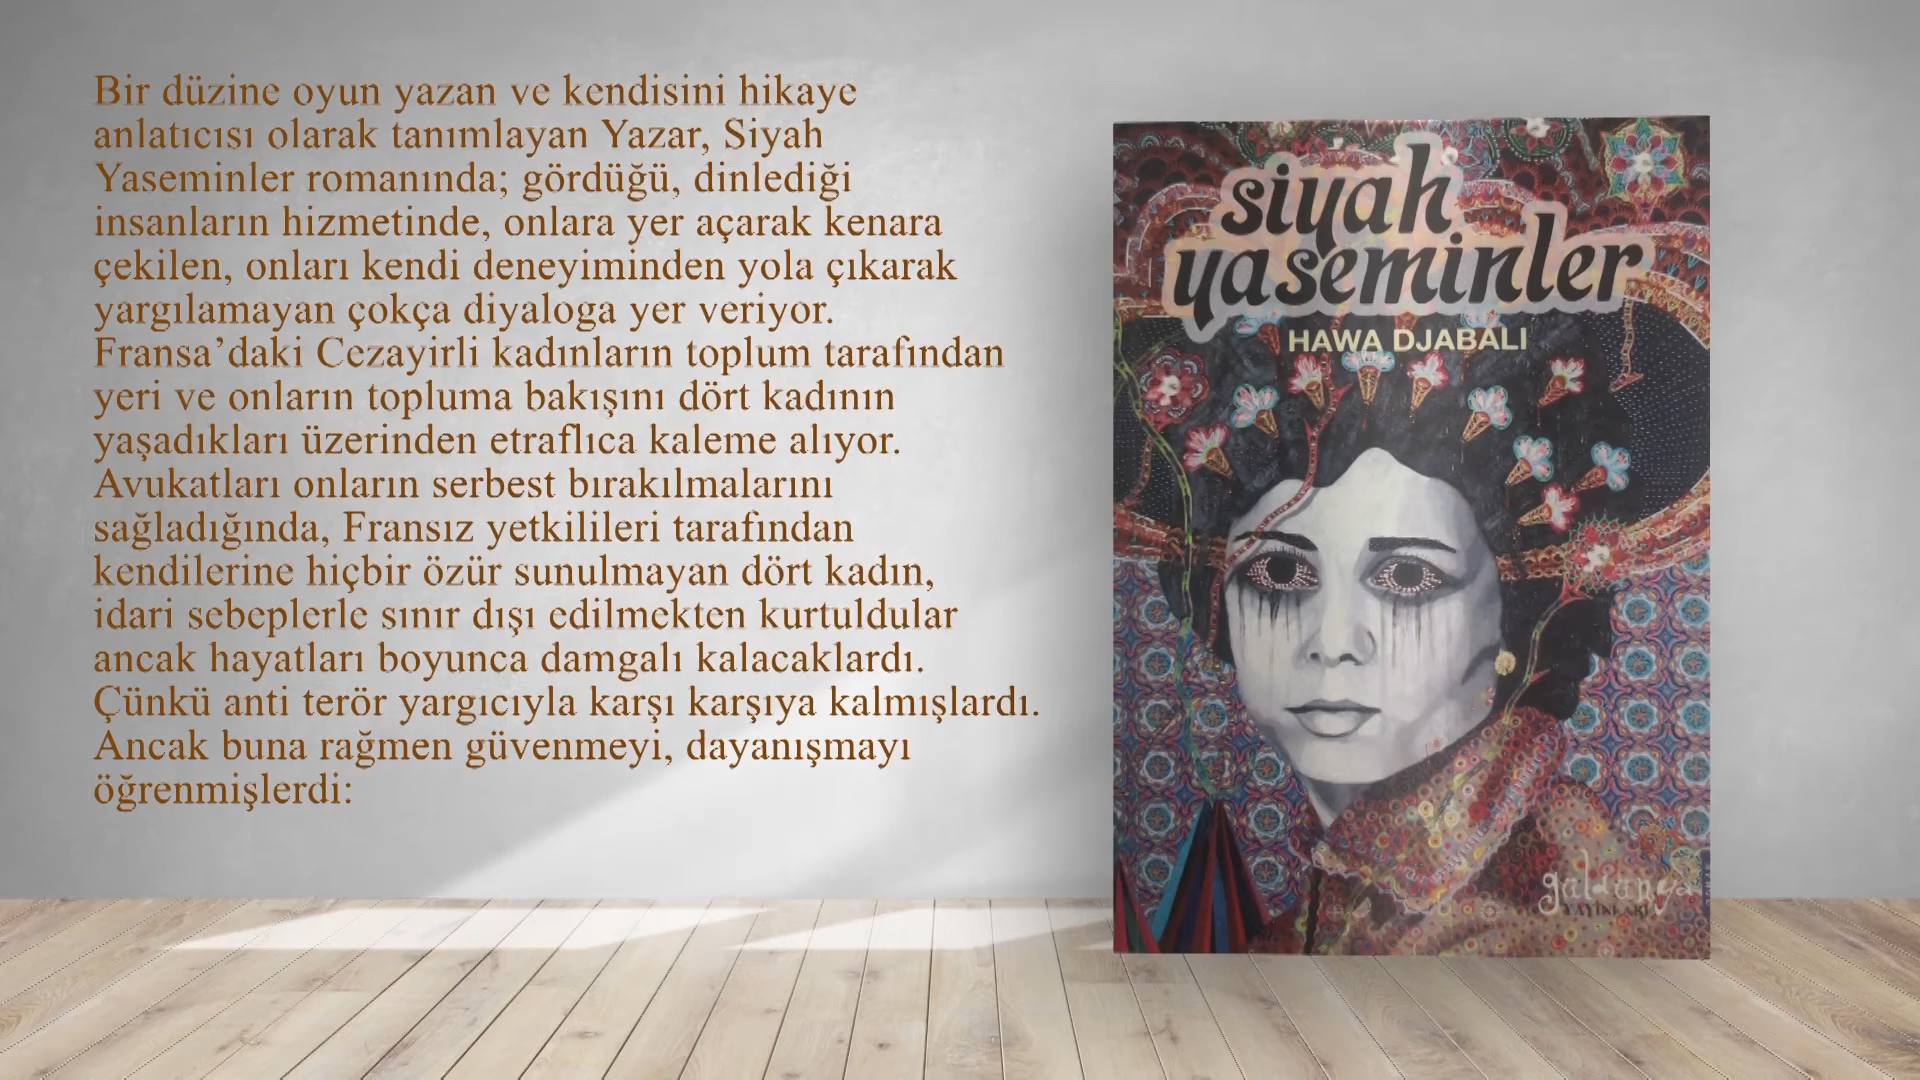 Bir düzine oyun yazan ve kendisini hikaye
anlatıcısı olarak tanımlayan Yazar, Siyah
Yaseminler romanında; gördüğü, dinlediği
insanların hizmetinde, onlara yer açarak kenara
çekilen, onları kendi deneyiminden yola çıkarak
yargılamayan çokça diyaloga yer veriyor.
Fransa’daki Cezayirli kadınların toplum tarafından
yeri ve onların topluma bakışını dört kadının
yaşadıkları üzerinden etraflıca kaleme alıyor.
Avukatları onların serbest bırakılmalarını
sağladığında, Fransız yetkilileri tarafından
kendilerine hiçbir özür sunulmayan dört kadın,
idari sebeplerle sınır dışı edilmekten kurtuldular
ancak hayatları boyunca damgalı kalacaklardı.
Çünkü anti terör yargıcıyla karşı karşıya kalmışlardı.
Ancak buna rağmen güvenmeyi, dayanışmayı
öğrenmişlerdi:
siyah
yaseminler
HAWA DJABALI
güldünya
YAYINLARI